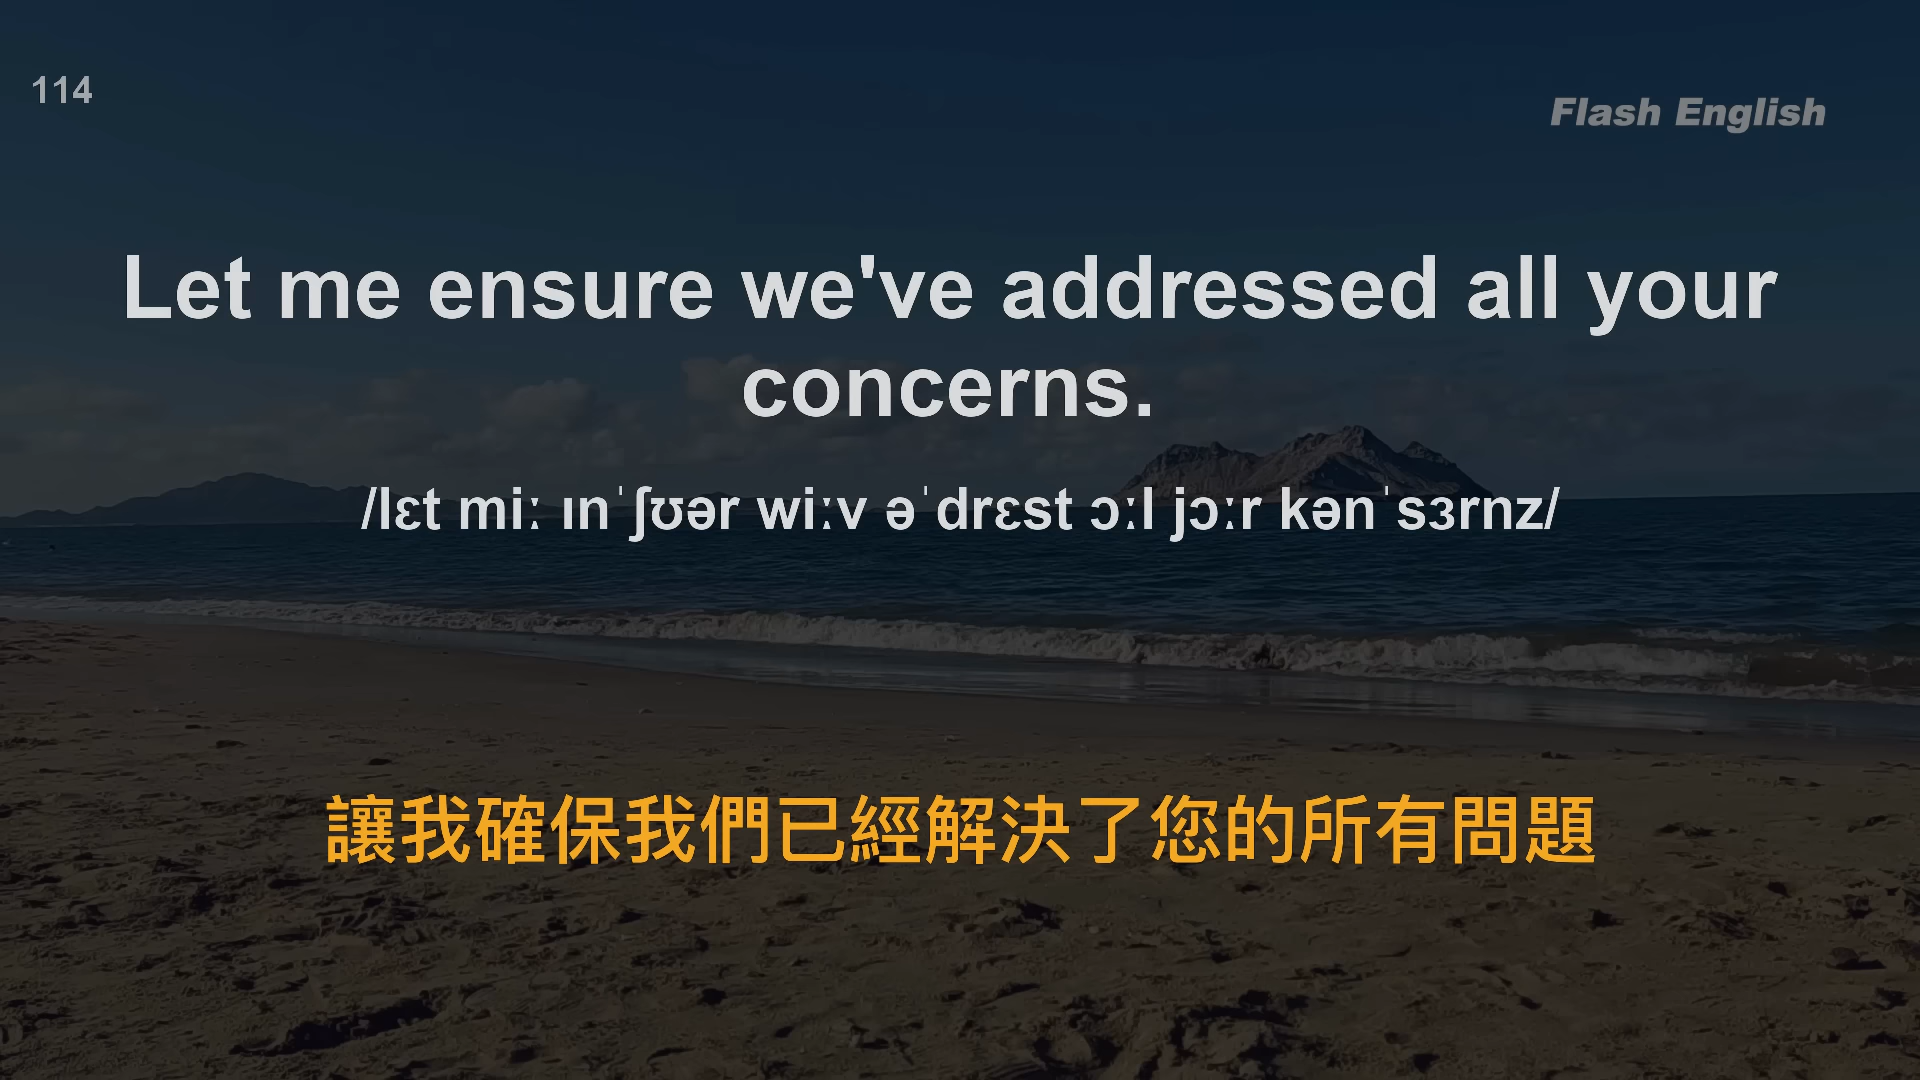 114
Flash English
Let me ensure we've addressed all your
concerns.
/lɛt miː ɪnˈʃʊər wiːv əˈdrɛst ɔːl jɔːr kənˈsɜrnz/
讓我確保我們已經解決了您的所有問題